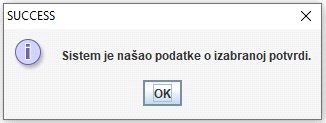 SUCCESS
Sistem je našao podatke o izabranoj potvrdi.
OK